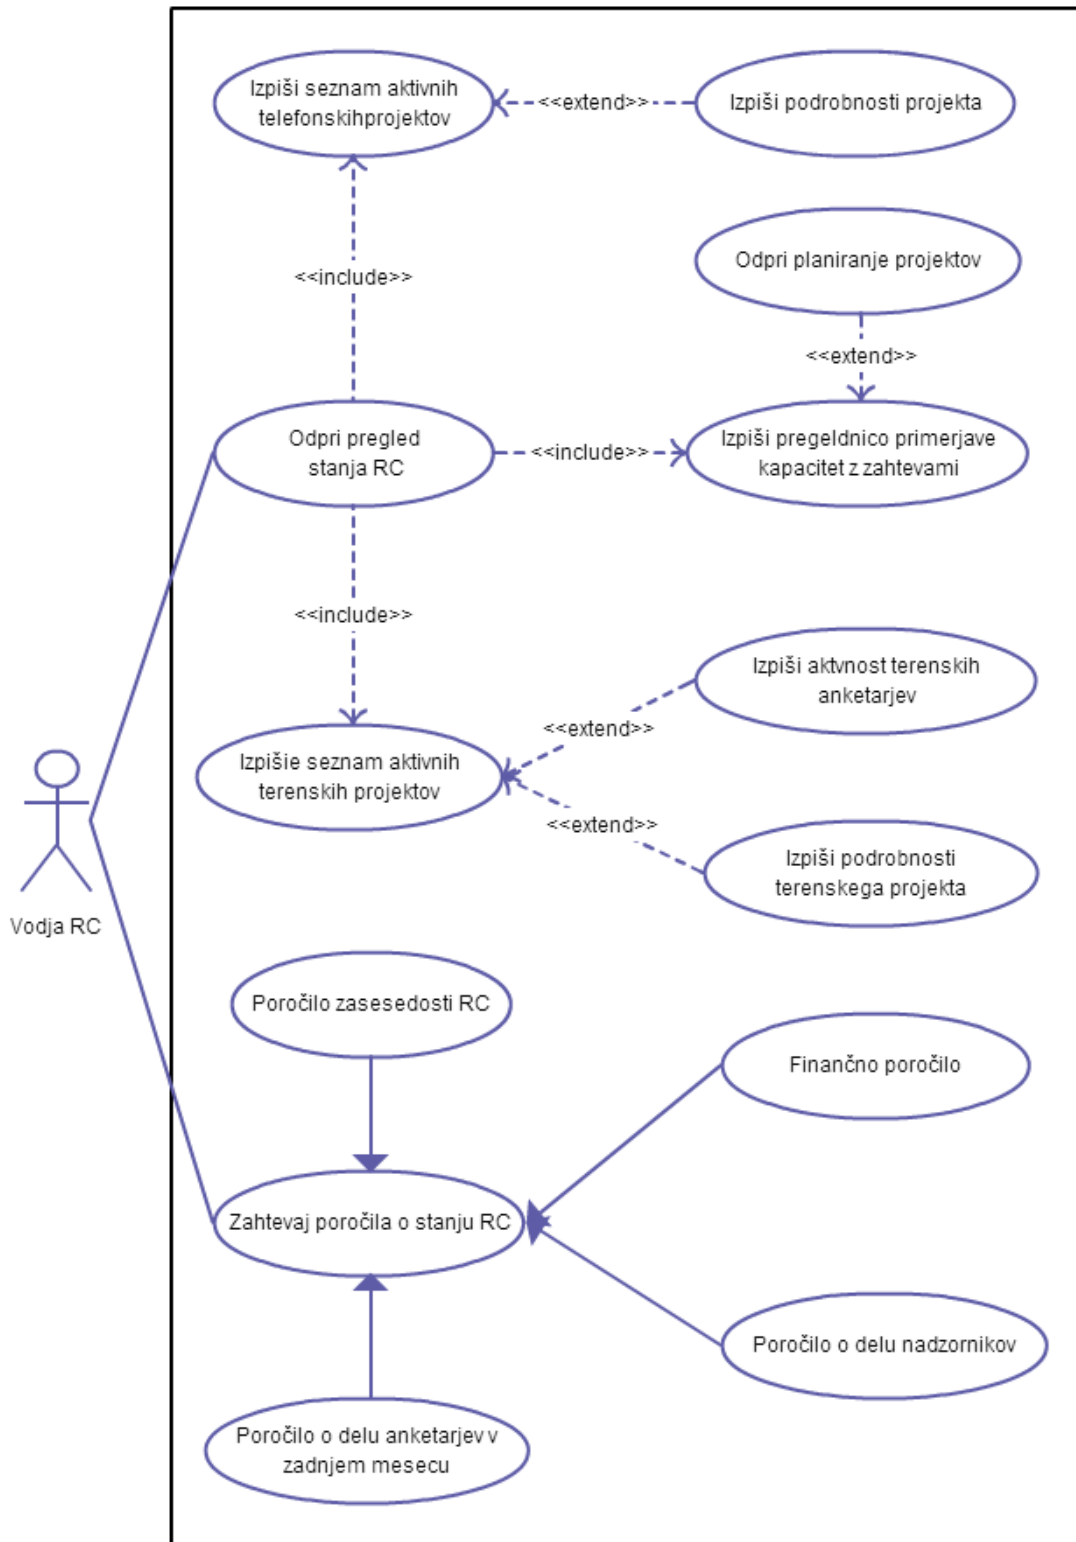 Izpiši seznam aktivnih
telefonskihprojektov
<<extend>>
Izpiši podrobnosti projekta
<<include>>
Odpri planiranje projektov
<<extend>>
Odpri pregled
stanja RC
<<include>>
Izpiši pregeldnico primerjave
kapacitet z zahtevami
<<include>>
Izpiši aktvnost terenskih
anketarjev
<<extend>>
Izpišie seznam aktivnih
terenskih projektov
<<extend>>
Izpiši podrobnosti
terenskega projekta
Vodja RC
Poročilo zasesedosti RC
Finančno poročilo
Zahtevaj poročila o stanju RC
Poročilo o delu nadzornikov
Poročilo o delu anketarjev v
zadnjem mesecu